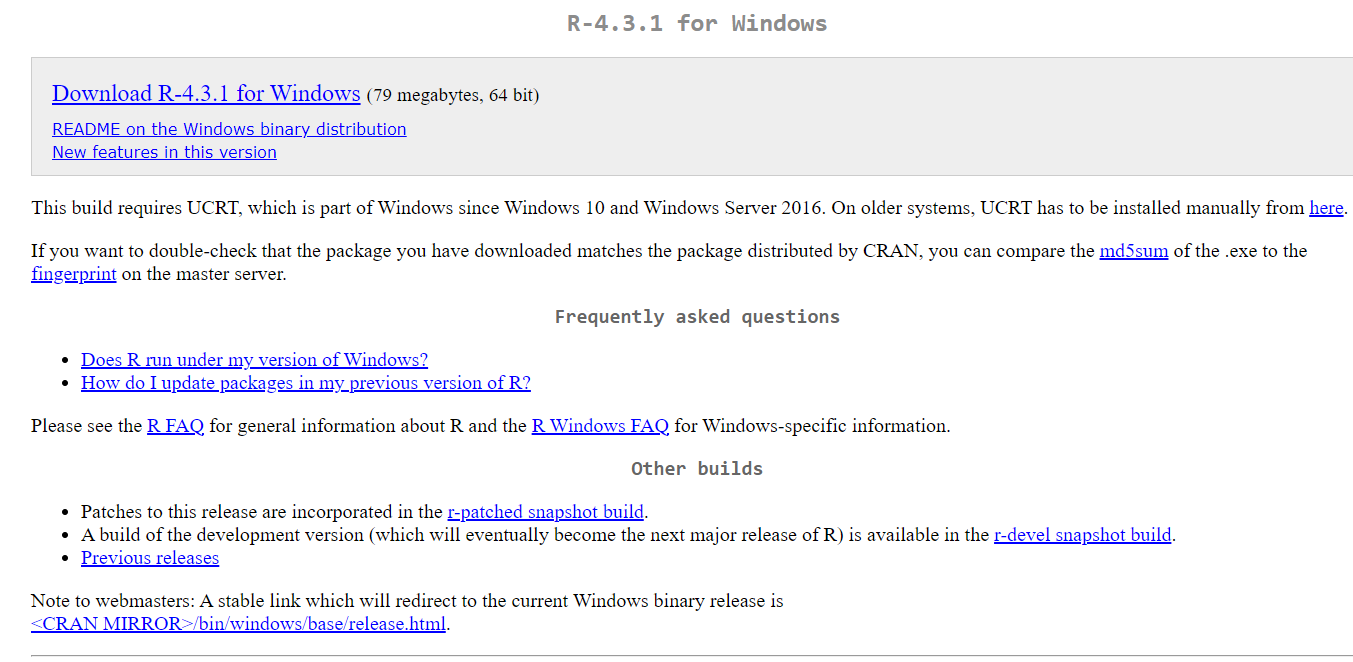 R-4.3.1 for Windows
Download R-4.3.1 for Windows (79 megabytes, 64 bit)
README on the Windows binary distribution
New features in this version
This build requires UCRT, which is part of Windows since Windows 10 and Windows Server 2016. On older systems, UCRT has to be installed manually from here.
If you want to double-check that the package you have downloaded matches the package distributed by CRAN, you can compare the md5sum of the .exe to the
fingerprint on the master server.
Frequently asked questions
• Does R run under my version of Windows?
• How do I update packages in my previous version of R?
Please see the R FAQ for general information about R and the R Windows FAQ for Windows-specific information.
Other builds
• Patches to this release are incorporated in the r-patched snapshot build.
• A build of the development version (which will eventually become the next major release of R) is available in the r-devel snapshot build.
• Previous releases
Note to webmasters: A stable link which will redirect to the current Windows binary release is
<CRAN MIRROR>/bin/windows/base/release.html.